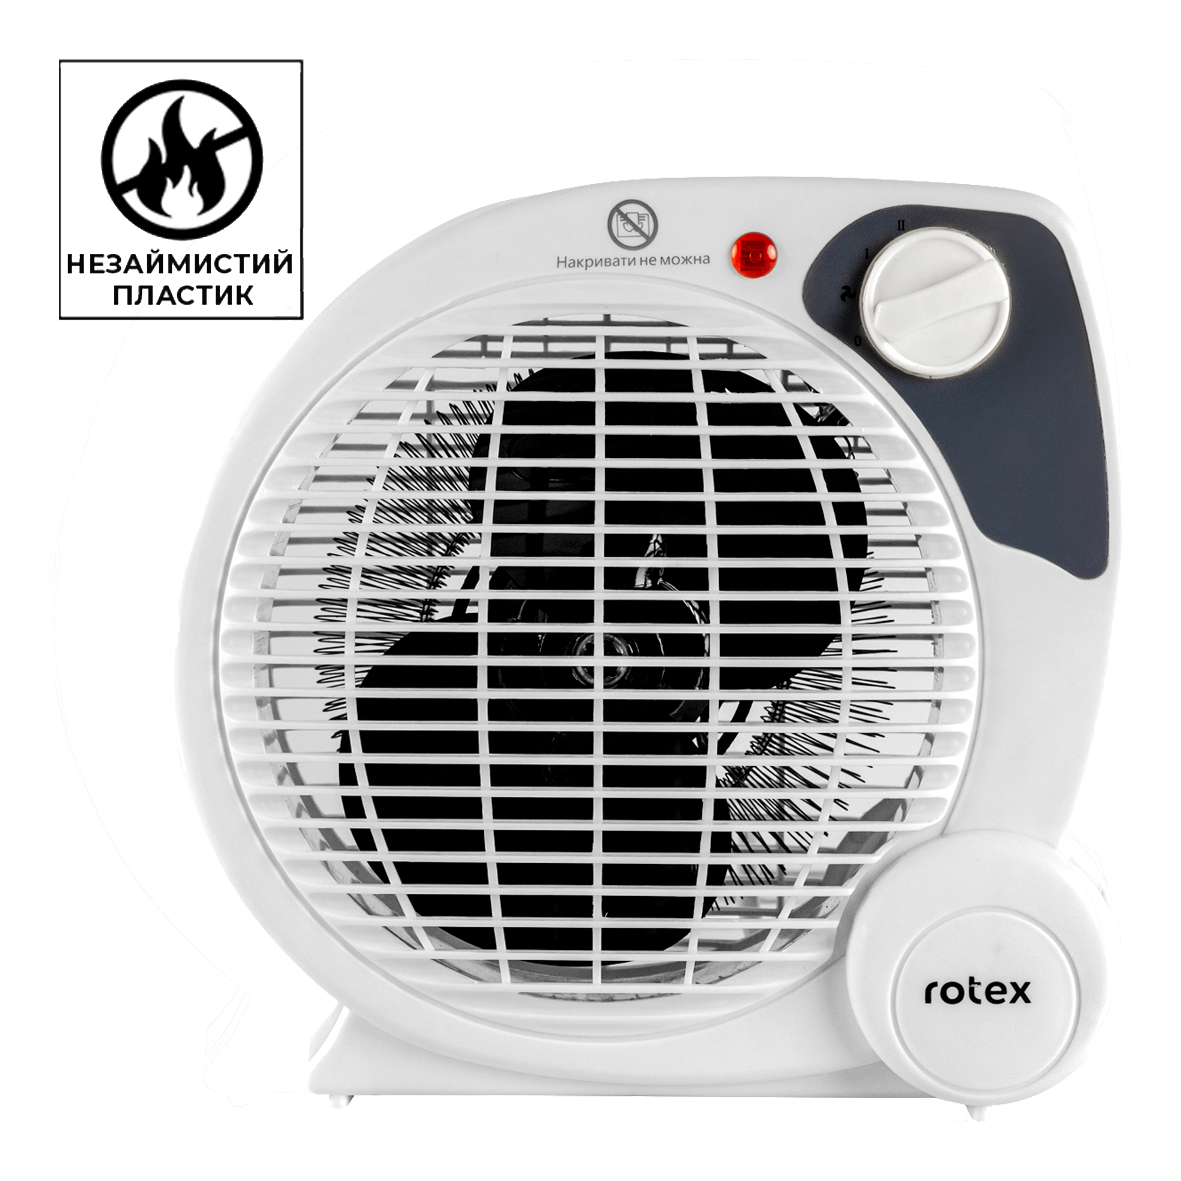 НЕЗАЙМИСТИЙ
ПЛАСТИК
Накривати не можна
II
I
0
rotex